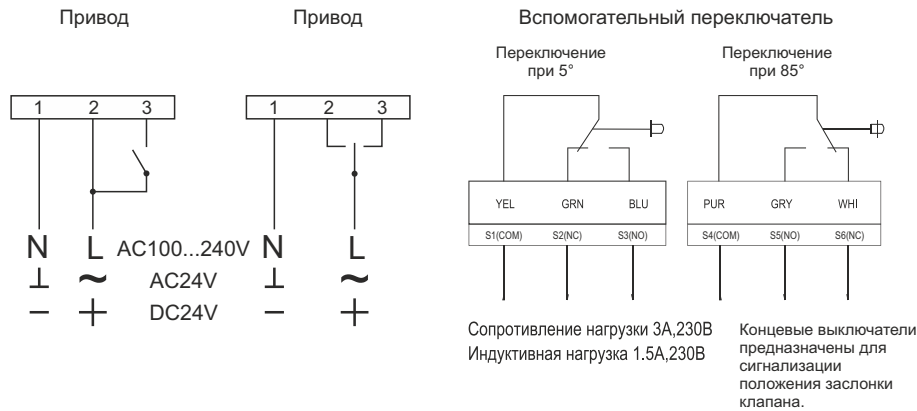 Привод
Привод
Вспомогательный переключатель
Переключение
при 5°
Переключение
при 85°
1 2 3
1 2 3
YEL GRN BLU
PUR GRY WHI
S1(COM) S2(NC) S3(NO)
S4(COM) S5(NO) S6(NC)
N L AC100...240V N L
⊥ ~ AC24V ⊥ ~
− + DC24V − +
Сопротивление нагрузки 3А,230В
Индуктивная нагрузка 1.5А,230В
Концевые выключатели
предназначены для
сигнализации
положения заслонки
клапана.